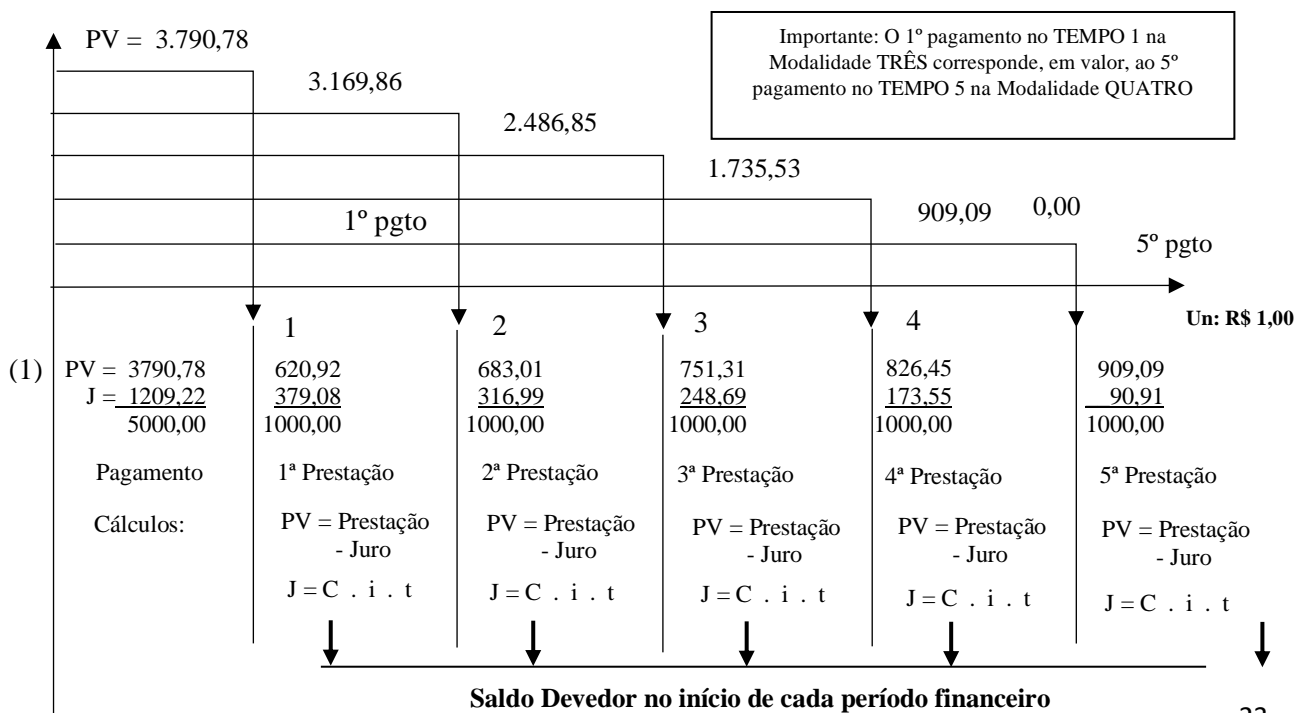 PV = 3.790,78
Importante: O 1º pagamento no TEMPO 1 na
Modalidade TRÊS corresponde, em valor, ao 5º
pagamento no TEMPO 5 na Modalidade QUATRO
3.169,86
2.486,85
1.735,53
1º pgto
909,09 0,00
5º pgto
Un: R$ 1,00
1 2 3 4
(1) PV = 3790,78 620,92 683,01 751,31 826,45 909,09
J = 1209,22 379,08 316,99 248,69 173,55 90,91
5000,00 1000,00 1000,00 1000,00 1000,00 1000,00
Pagamento 1ª Prestação 2ª Prestação 3ª Prestação 4ª Prestação 5ª Prestação
Cálculos: PV = Prestação PV = Prestação PV = Prestação PV = Prestação PV = Prestação
- Juro - Juro - Juro - Juro - Juro
J = C . i . t J = C . i . t J = C . i . t J = C . i . t J = C . i . t
Saldo Devedor no início de cada período financeiro